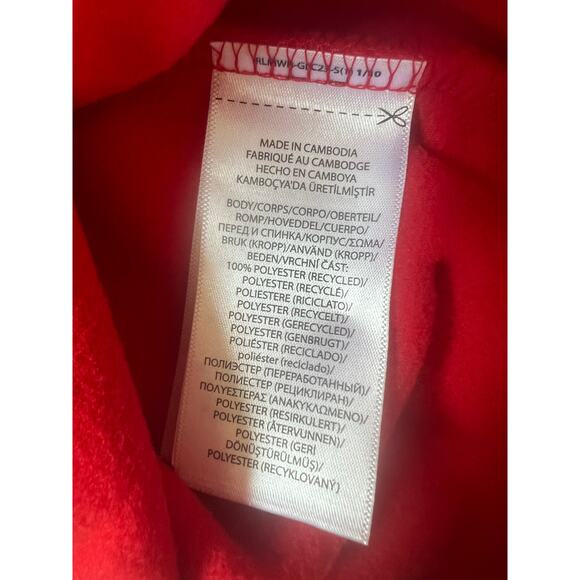 1/10
MADE IN CAMBODIA
FABRIQUÉ AU CAMBODGE
HECHO EN CAMBOYA
KAMBOÇYA'DA ÜRETİLMİŞTİR
BODY/CORPS/CORPO/OBERTEIL/
ROMP/HOVEDDEL/CUERPO/
ПЕРЕД И СПИНКА/КОРПУС/ΣΩΜΑ/
BRUK (KROPP)/ANVÄND (KROPP)/
BEDEN/VRCHNÍ ČÁST:
100% POLYESTER (RECYCLED)/
POLYESTER (RECYCLÉ)/
POLIESTERE (RICICLATO)/
POLYESTER (RECYCELT)/
POLYESTER (GERECYCLED)/
POLYESTER (GENBRUGT)/
POLIÉSTER (RECICLADO)/
poliéster (reciclado)/
ПОЛИЭСТЕР (ПЕРЕРАБОТАННЫЙ)/
ПОЛИЕСТЕР (РЕЦИКЛИРАН)/
ΠΟΛΥΕΣΤΕΡΑΣ (ΑΝΑΚΥΚΛΩΜΕΝΟ)/
POLYESTER (RESIRKULERT)/
POLYESTER (ÅTERVUNNEN)/
POLYESTER (GERİ
DÖNÜŞTÜRÜLMÜŞ)/
POLYESTER (RECYKLOVANÝ)